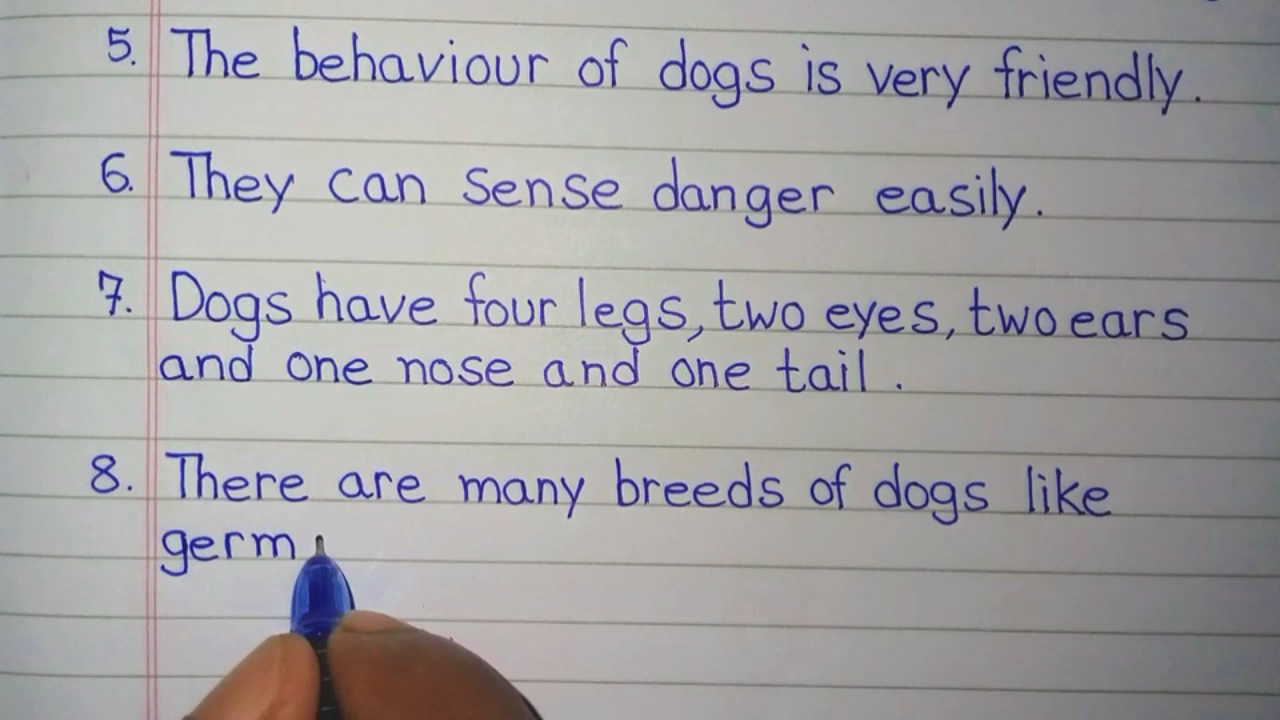 5. The behaviour of dogs is very friendly.
6. They can sense danger easily.
7. Dogs have four legs, two eyes, two ears
and one nose and one tail.
8. There are many breeds of dogs like
germ